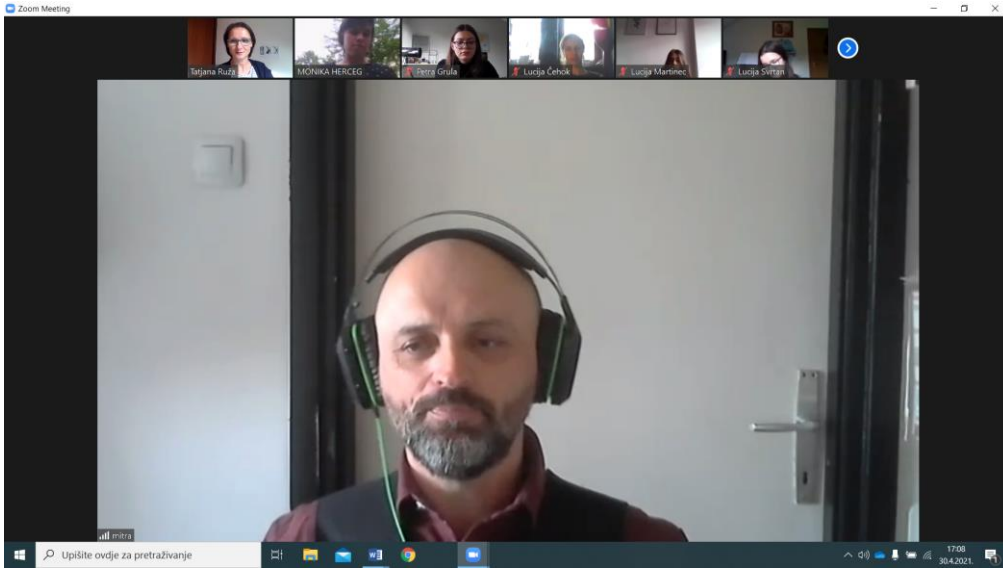 Zoom Meeting
Tatjana Ruža
MONIKA HERCEG
Petra Grula
Lucija Čehok
Lucija Martinec
Lucija Svrtan
mitra
Upišite ovdje za pretraživanje
17:08
30.4.2021.